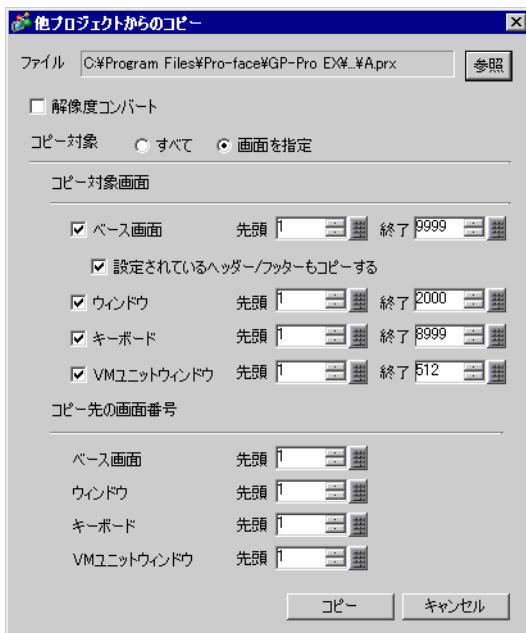 他プロジェクトからのコピー
ファイル C:¥Program Files¥Pro-face¥GP-Pro EX¥...¥A.prx 参照
解像度コンバート
コピー対象 すべて 画面を指定
コピー対象画面
ベース画面 先頭 1 終了 9999
設定されているヘッダー/フッターもコピーする
ウィンドウ 先頭 1 終了 2000
キーボード 先頭 1 終了 8999
VMユニットウィンドウ 先頭 1 終了 512
コピー先の画面番号
ベース画面 先頭 1
ウィンドウ 先頭 1
キーボード 先頭 1
VMユニットウィンドウ 先頭 1
コピー キャンセル